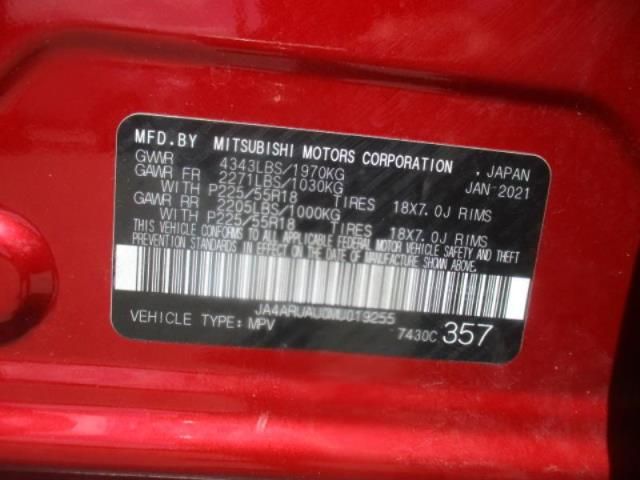 MFD.BY MITSUBISHI MOTORS CORPORATION , JAPAN
GVWR 4343LBS/1970KG JAN 2021
GAWR FR 2271LBS/1030KG
WITH P225/55R18 TIRES 18X7.0J RIMS
GAWR RR 2205LBS/1000KG
WITH P225/55R18 TIRES 18X7.0J RIMS
THIS VEHICLE CONFORMS TO ALL APPLICABLE FEDERAL MOTOR VEHICLE SAFETY AND THEFT
PREVENTION STANDARDS IN EFFECT ON THE DATE OF MANUFACTURE SHOWN ABOVE.
JA4ARUAU0MU019255
VEHICLE TYPE: MPV 7430C 357